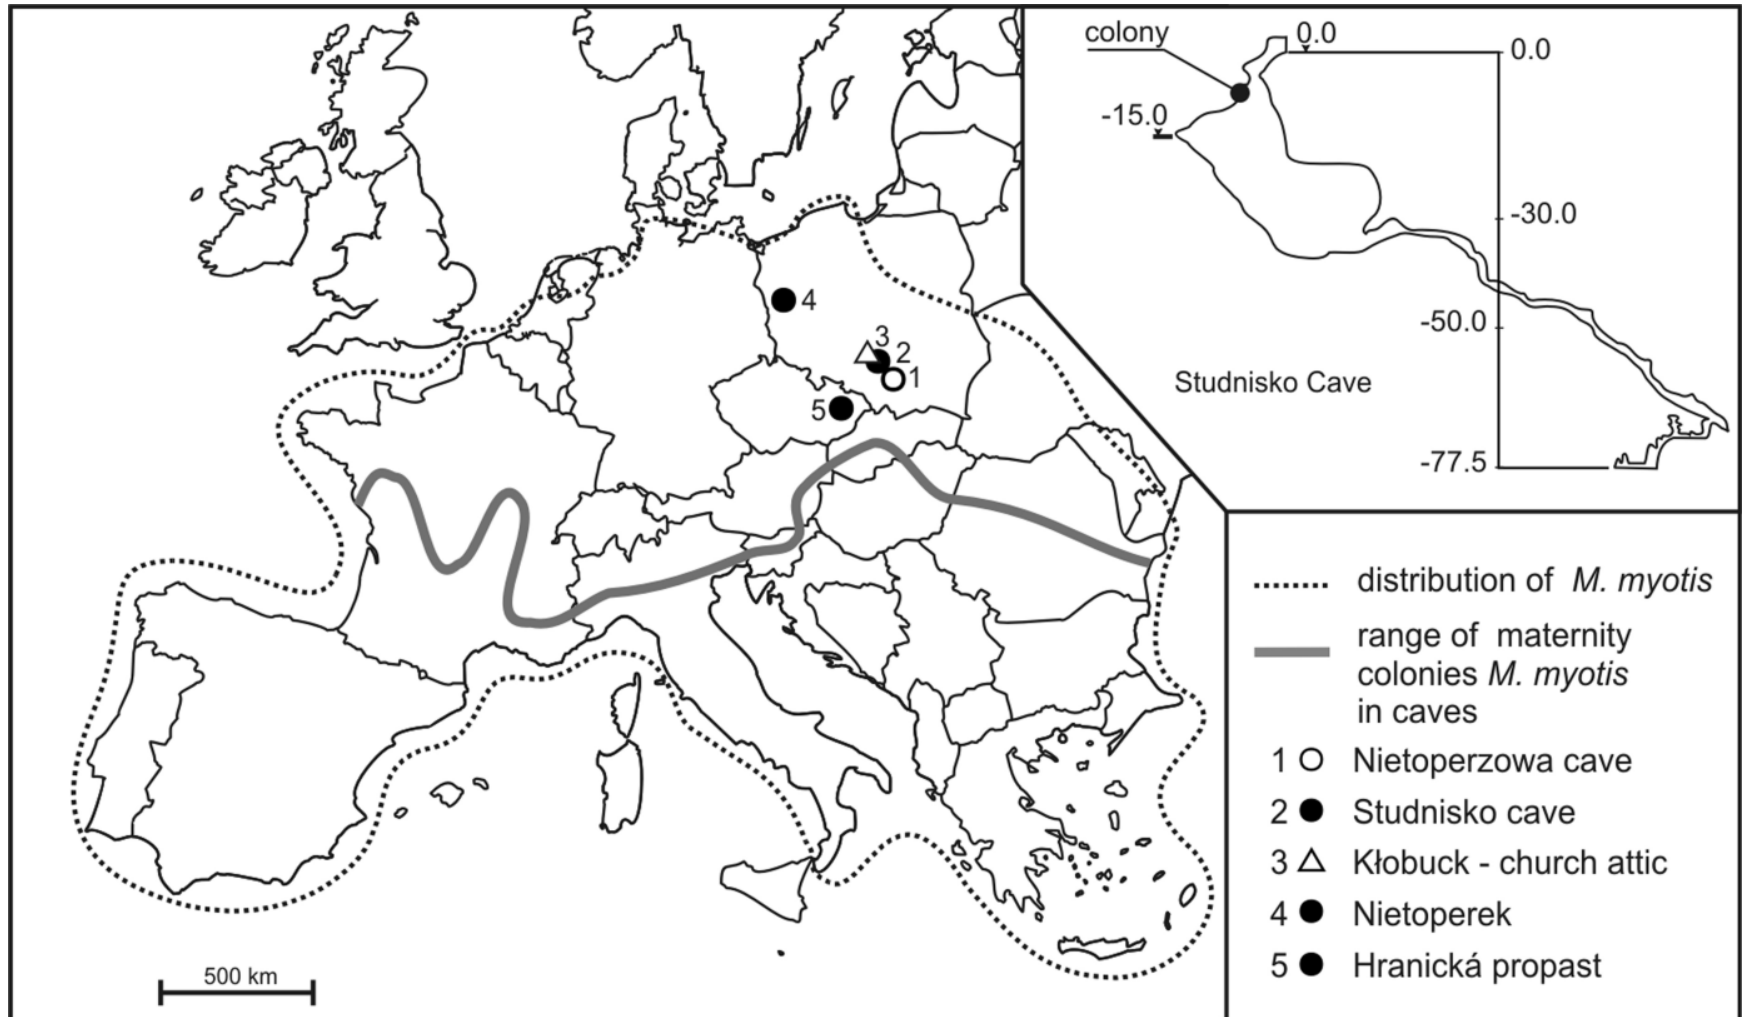 colony
0.0
0.0
-15.0
-30.0
-50.0
-77.5
Studnisko Cave
4
3
2
1
5
500 km
distribution of M. myotis
range of maternity
colonies M. myotis
in caves
1 Nietoperzowa cave
2 Studnisko cave
3 Kłobuck - church attic
4 Nietoperek
5 Hranická propast